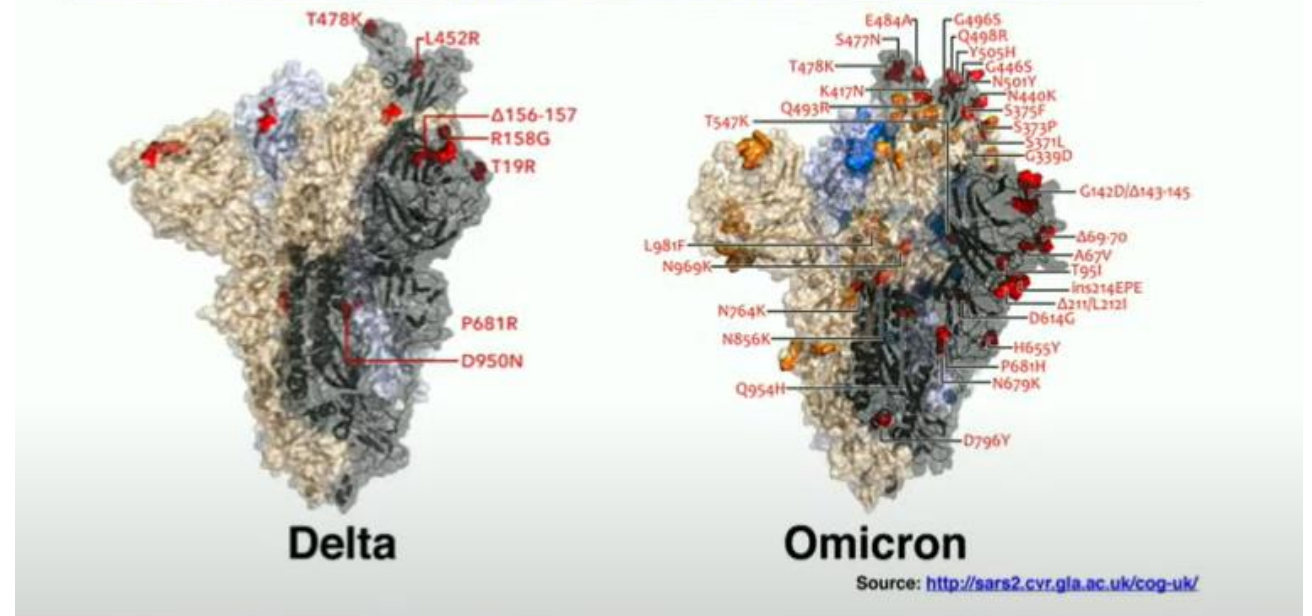 T478K
L452R
Δ156-157
R158G
T19R
P681R
D950N
Delta
E484A
G496S
S477N
Q498R
Y505H
T478K
G446S
N501Y
K417N
N440K
Q493R
S375F
T547K
S373P
S371L
G339D
G142D/Δ143-145
L981F
Δ69-70
N969K
A67V
T95I
ins214EPE
N764K
Δ211/L212I
D614G
N856K
H655Y
P681H
Q954H
N679K
D796Y
Omicron
Source: http://sars2.cvr.gla.ac.uk/cog-uk/